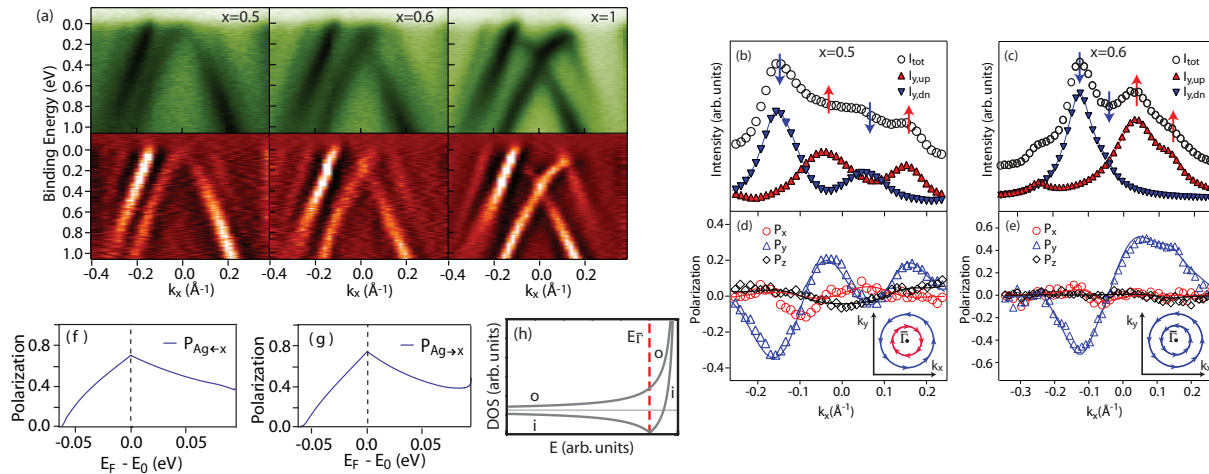 (a)
x=0.5
x=0.6
x=1
0.0
0.2
0.4
0.6
0.8
1.0
0.0
0.2
0.4
0.6
0.8
1.0
Binding Energy (eV)
-0.4 -0.2 0.0 0.2
-0.4 -0.2 0.0 0.2
-0.4 -0.2 0.0 0.2
kx (Å-1)
kx (Å-1)
kx (Å-1)
(b) x=0.5
Itot
Iy,up
Iy,dn
Intensity (arb. units)
(c) x=0.6
Itot
Iy,up
Iy,dn
Intensity (arb. units)
(d)
Px
Py
Pz
Polarization
0.4
0.2
0.0
-0.2
-0.4
ky
Γ̄
kx
-0.2 -0.1 0.0 0.1 0.2
kx(Å-1)
(e)
Px
Py
Pz
Polarization
0.6
0.4
0.2
0.0
-0.2
-0.4
-0.6
ky
Γ̄
kx
-0.3 -0.2 -0.1 0.0 0.1 0.2
kx(Å-1)
(f)
PAg←x
Polarization
0.8
0.4
0.0
-0.05 0.0 0.05
EF - E0 (eV)
(g)
PAg→x
Polarization
0.8
0.4
0.0
-0.05 0.0 0.05
EF - E0 (eV)
(h)
EΓ̄
o
o
i
i
DOS (arb. units)
E (arb. units)